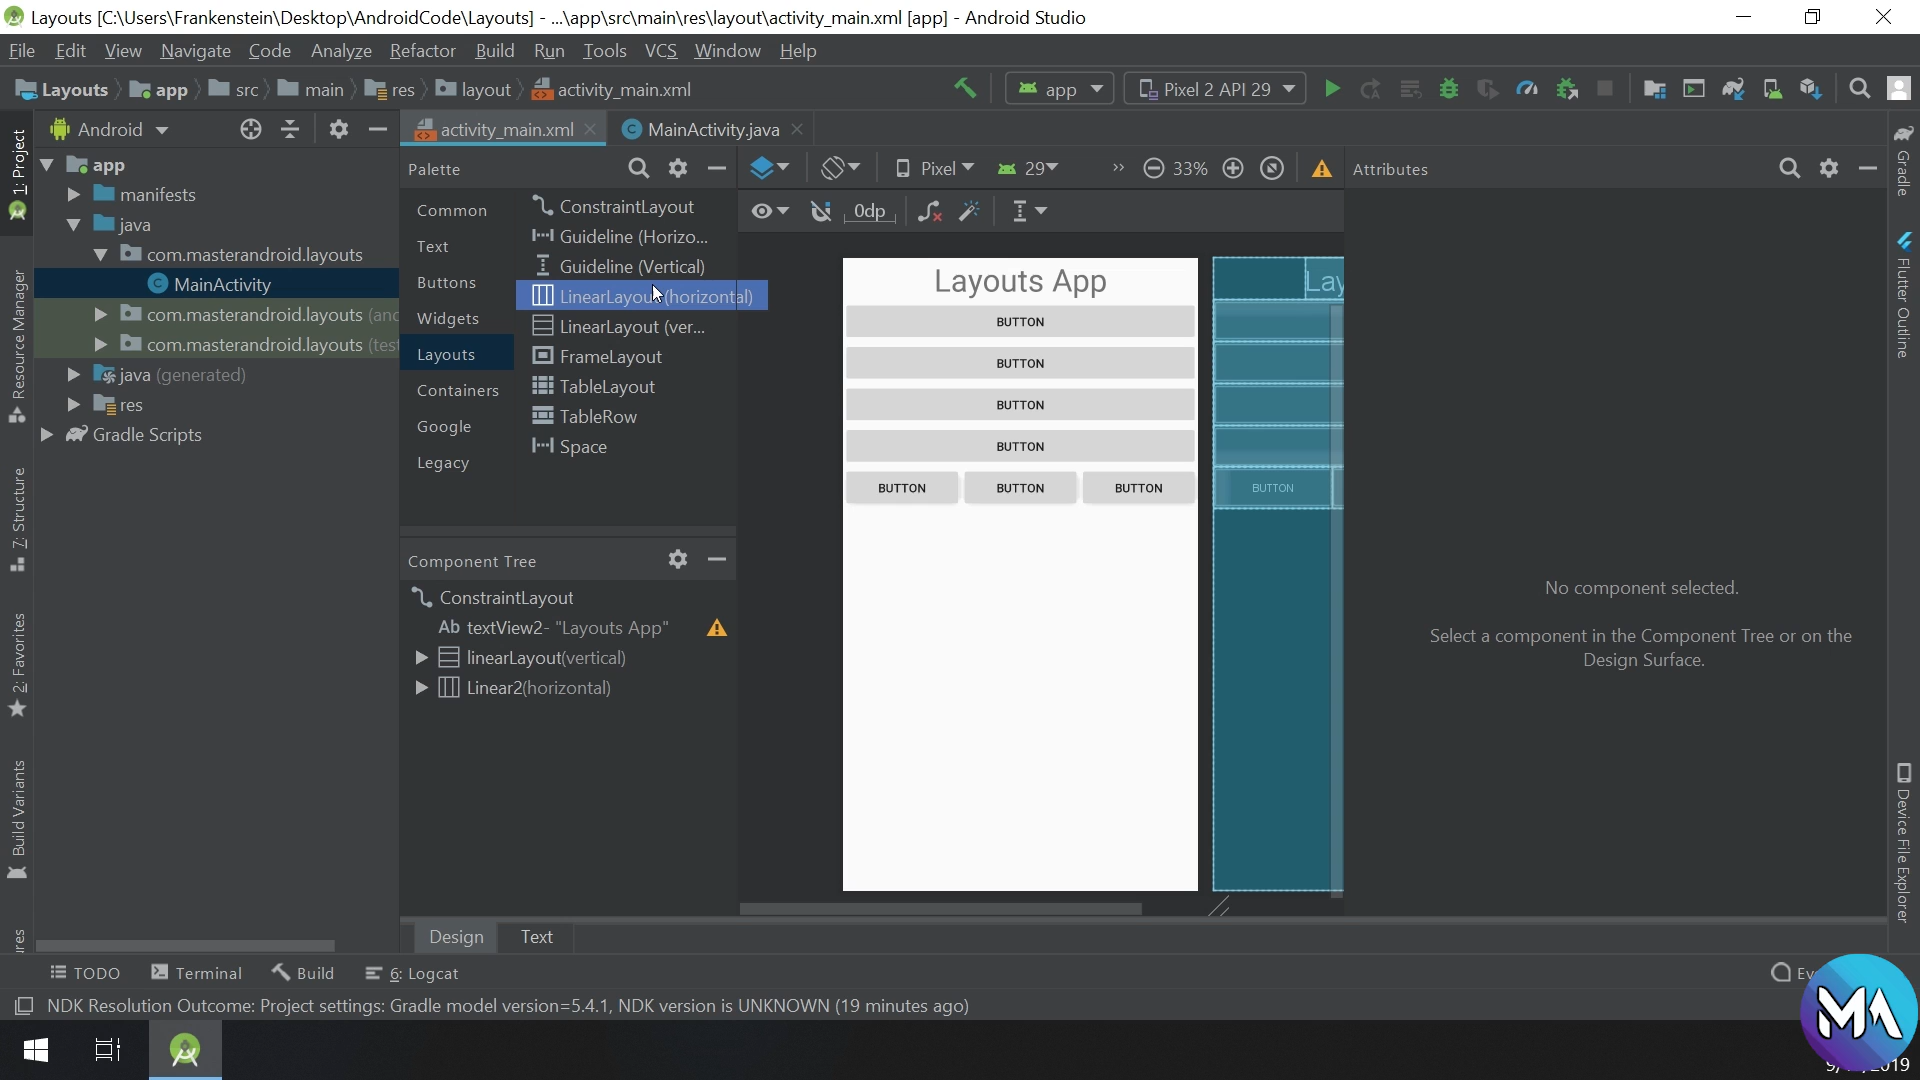 Layouts [C:\Users\Frankenstein\Desktop\AndroidCode\Layouts] - ...\app\src\main\res\layout\activity_main.xml [app] - Android Studio
File Edit View Navigate Code Analyze Refactor Build Run Tools VCS Window Help
Layouts app src main res layout activity_main.xml app Pixel 2 API 29
Android activity_main.xml MainActivity.java
Palette Pixel 29 » 33% Attributes
0dp
app
manifests
java
com.masterandroid.layouts
MainActivity
com.masterandroid.layouts (and
com.masterandroid.layouts (test
java (generated)
res
Gradle Scripts
Common
Text
Buttons
Widgets
Layouts
Containers
Google
Legacy
ConstraintLayout
Guideline (Horizo...
Guideline (Vertical)
LinearLayout (horizontal)
LinearLayout (ver...
FrameLayout
TableLayout
TableRow
Space
Component Tree
ConstraintLayout
Ab textView2- "Layouts App"
linearLayout(vertical)
Linear2(horizontal)
Layouts App
BUTTON
BUTTON
BUTTON
BUTTON
BUTTON BUTTON BUTTON
Lay
BUTTON
No component selected.
Select a component in the Component Tree or on the
Design Surface.
1: Project
Resource Manager
7: Structure
2: Favorites
Build Variants
Gradle
Flutter Outline
Device File Explorer
Design Text
TODO Terminal Build 6: Logcat
NDK Resolution Outcome: Project settings: Gradle model version=5.4.1, NDK version is UNKNOWN (19 minutes ago)
MA